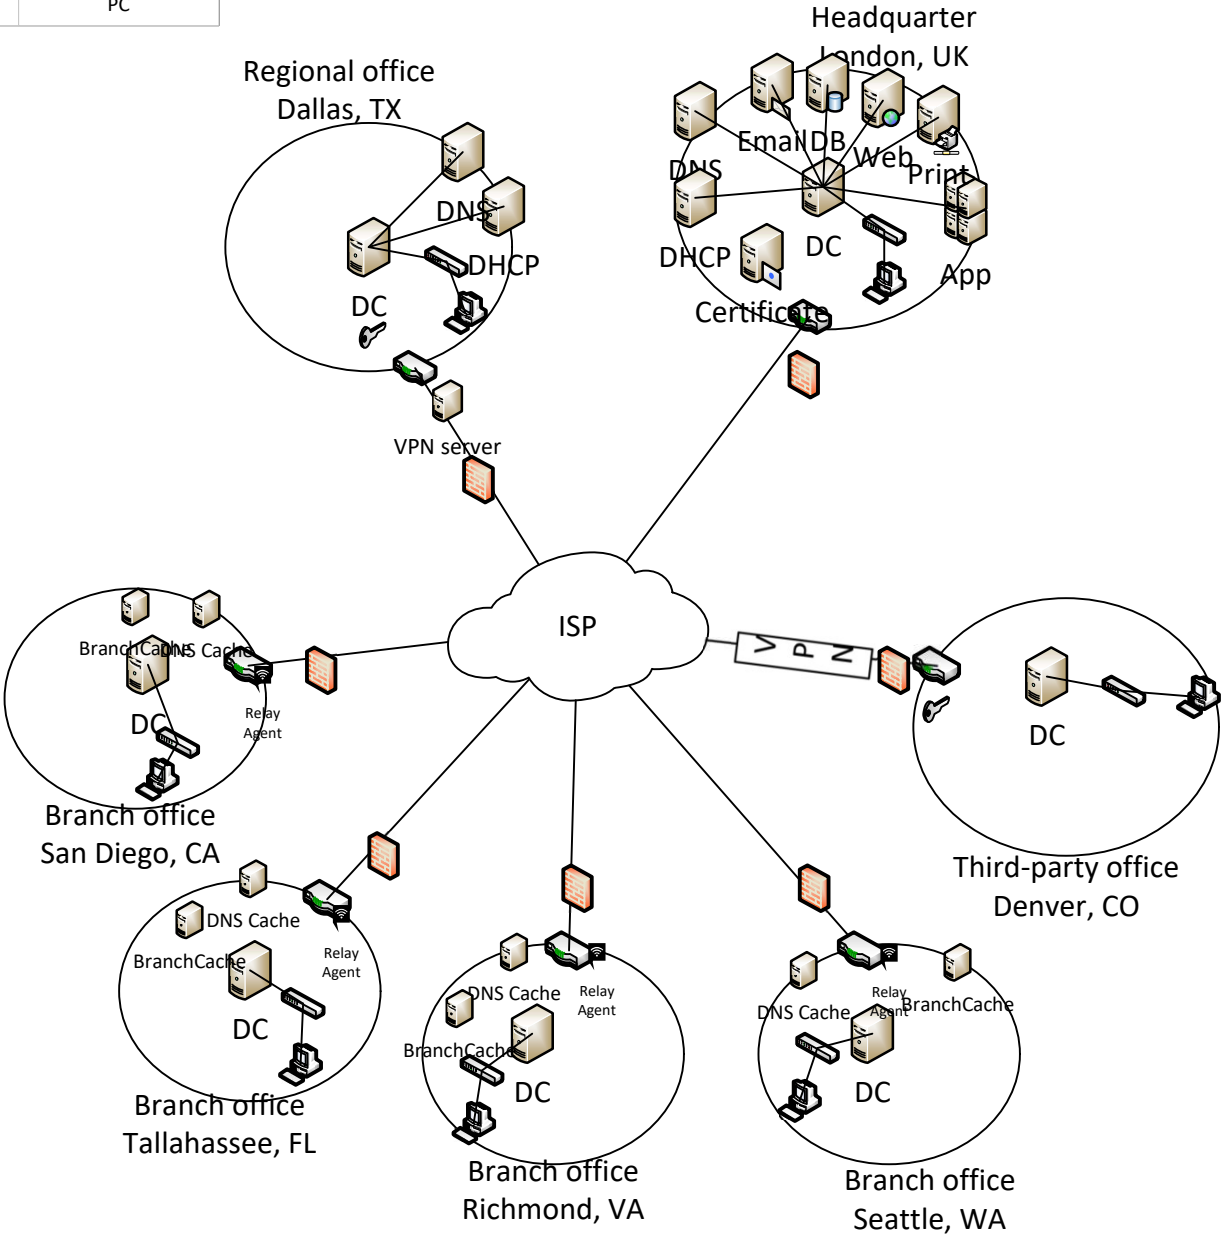 PC
Headquarter
London, UK
Regional office
Dallas, TX
Email
DB
Web
Print
DNS
DHCP
DC
App
Certificate
DNS
DHCP
DC
VPN server
ISP
VPN
BranchCache
DNS Cache
DC
Relay
Agent
Branch office
San Diego, CA
DC
Third-party office
Denver, CO
DNS Cache
BranchCache
Relay
Agent
DC
Branch office
Tallahassee, FL
DNS Cache
Relay
Agent
BranchCache
DC
Branch office
Richmond, VA
DNS Cache
Relay
Agent
BranchCache
DC
Branch office
Seattle, WA